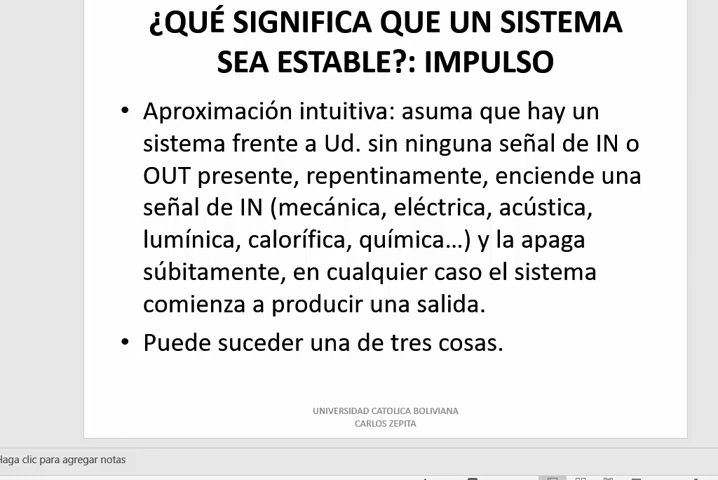 ¿QUÉ SIGNIFICA QUE UN SISTEMA
SEA ESTABLE?: IMPULSO
• Aproximación intuitiva: asuma que hay un
sistema frente a Ud. sin ninguna señal de IN o
OUT presente, repentinamente, enciende una
señal de IN (mecánica, eléctrica, acústica,
lumínica, calorífica, química...) y la apaga
súbitamente, en cualquier caso el sistema
comienza a producir una salida.
• Puede suceder una de tres cosas.
UNIVERSIDAD CATOLICA BOLIVIANA
CARLOS ZEPITA
Haga clic para agregar notas